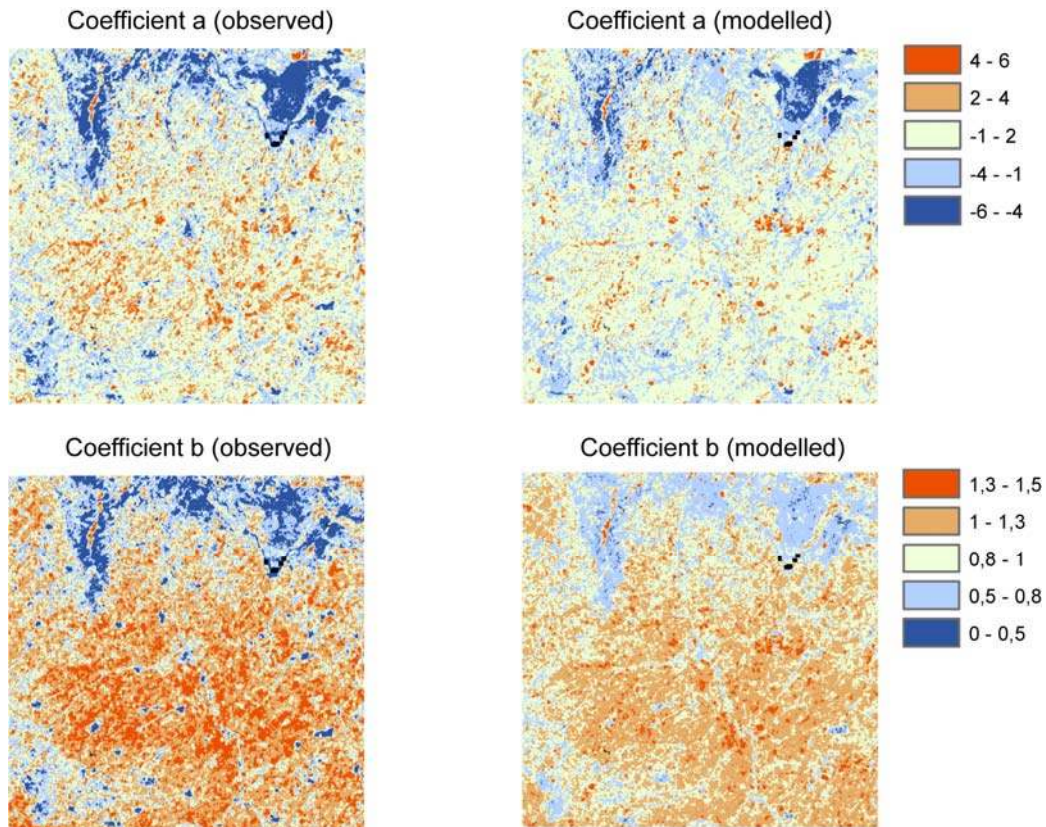 Coefficient a (observed)
Coefficient a (modelled)
4 - 6
2 - 4
-1 - 2
-4 - -1
-6 - -4
Coefficient b (observed)
Coefficient b (modelled)
1,3 - 1,5
1 - 1,3
0,8 - 1
0,5 - 0,8
0 - 0,5